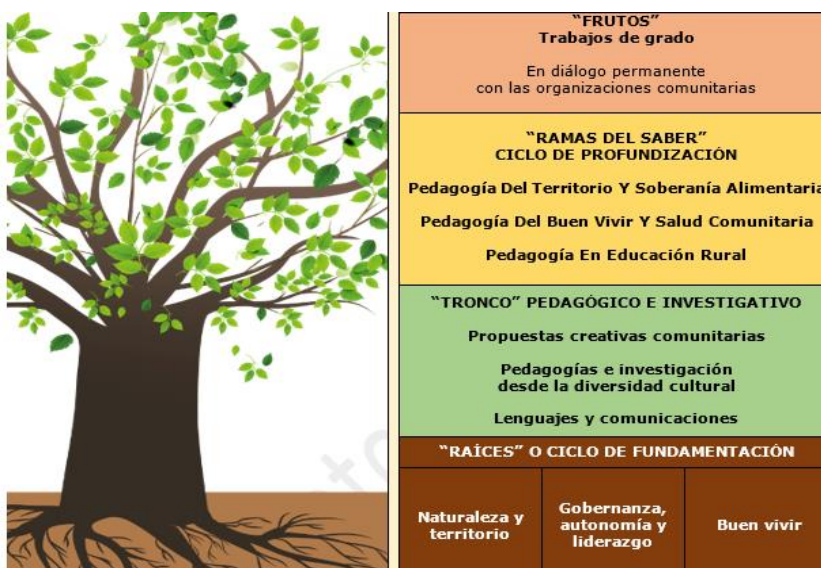 “FRUTOS”
Trabajos de grado
En diálogo permanente
con las organizaciones comunitarias
“RAMAS DEL SABER”
CICLO DE PROFUNDIZACIÓN
Pedagogía Del Territorio Y Soberanía Alimentaria
Pedagogía Del Buen Vivir Y Salud Comunitaria
Pedagogía En Educación Rural
“TRONCO” PEDAGÓGICO E INVESTIGATIVO
Propuestas creativas comunitarias
Pedagogías e investigación
desde la diversidad cultural
Lenguajes y comunicaciones
“RAÍCES” O CICLO DE FUNDAMENTACIÓN
Naturaleza y
territorio
Gobernanza,
autonomía y
liderazgo
Buen vivir